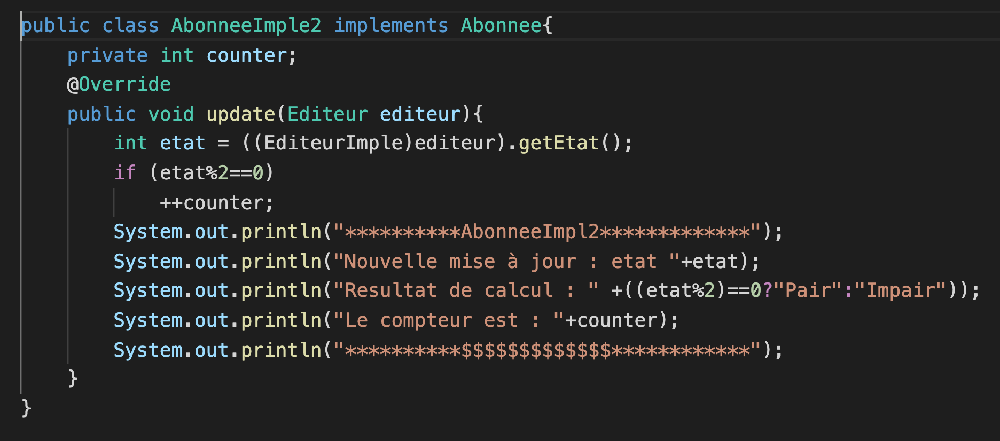 public class AbonneeImple2 implements Abonnee{
    private int counter;
    @Override
    public void update(Editeur editeur){
        int etat = ((EditeurImple)editeur).getEtat();
        if (etat%2==0)
            ++counter;
        System.out.println("**********AbonneeImpl2*************");
        System.out.println("Nouvelle mise à jour : etat "+etat);
        System.out.println("Resultat de calcul : " +((etat%2)==0?"Pair":"Impair"));
        System.out.println("Le compteur est : "+counter);
        System.out.println("**********$$$$$$$$$$$$$************");
    }
}